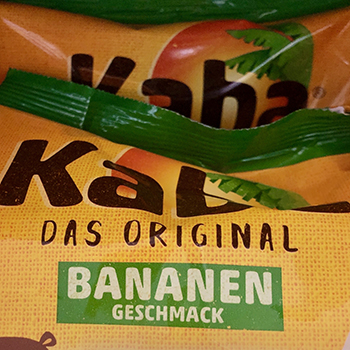 Kaba
Kaba
DAS ORIGINAL
BANANEN
GESCHMACK